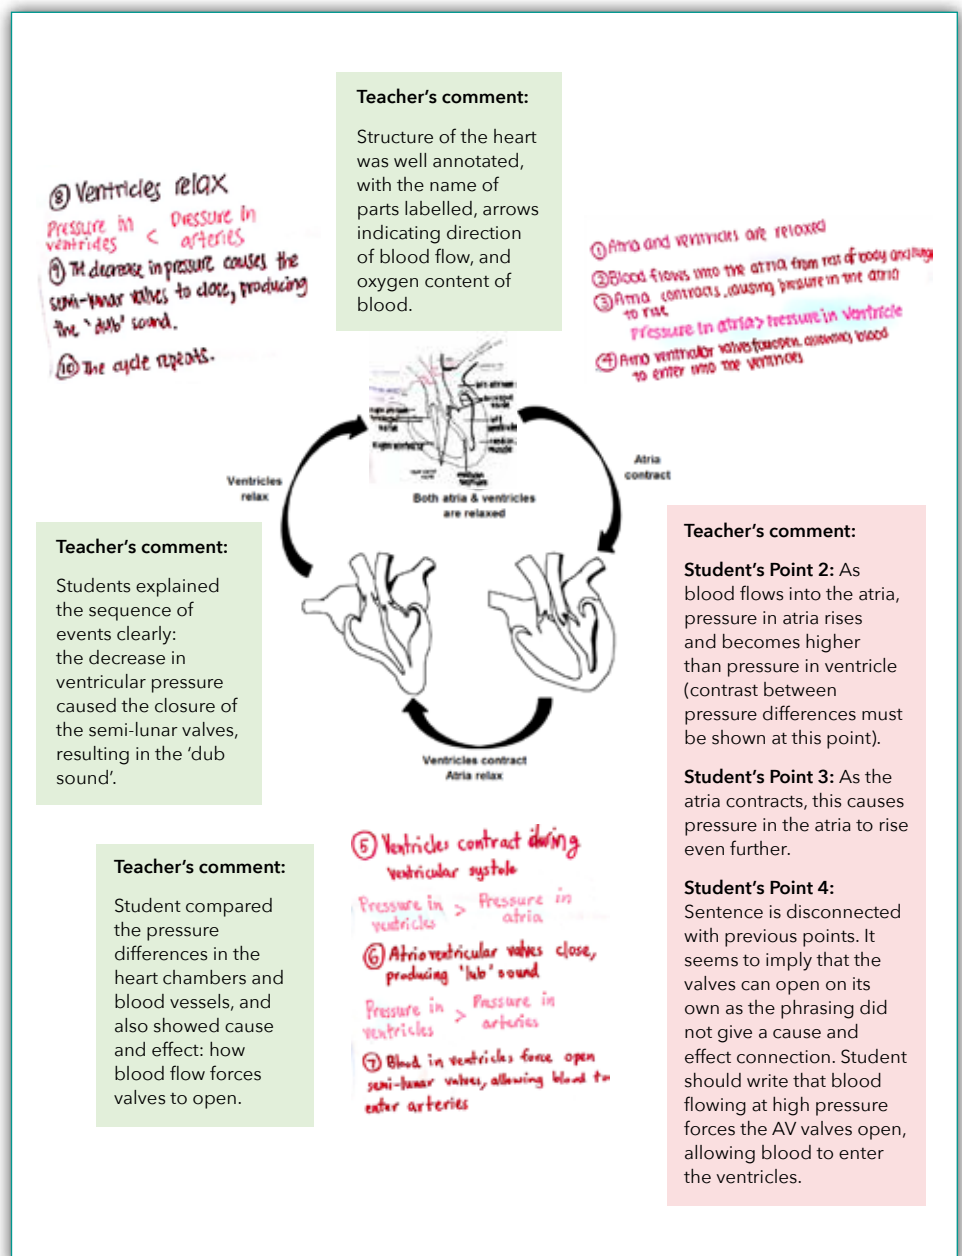 Teacher's comment:
Structure of the heart
was well annotated,
with the name of
parts labelled, arrows
indicating direction
of blood flow, and
oxygen content of
blood.
⑧ Ventricles relax
Pressure in ventricles < Pressure in arteries
⑨ The decrease in pressure causes the
semi-lunar valves to close, producing
the 'dub' sound.
⑩ The cycle repeats.
① Atria and ventricles are relaxed
② Blood flows into the atria from rest of body and lungs
③ Atria contracts, causing pressure in the atria
to rise
Pressure in atria > Pressure in ventricle
④ Atrio ventricular valves open, allowing blood
to enter into the ventricles
Both atria & ventricles
are relaxed
Atria
contract
Ventricles
relax
Ventricles contract
Atria relax
Teacher's comment:
Students explained
the sequence of
events clearly:
the decrease in
ventricular pressure
caused the closure of
the semi-lunar valves,
resulting in the 'dub
sound'.
Teacher's comment:
Student's Point 2: As
blood flows into the atria,
pressure in atria rises
and becomes higher
than pressure in ventricle
(contrast between
pressure differences must
be shown at this point).
Student's Point 3: As the
atria contracts, this causes
pressure in the atria to rise
even further.
Student's Point 4:
Sentence is disconnected
with previous points. It
seems to imply that the
valves can open on its
own as the phrasing did
not give a cause and
effect connection. Student
should write that blood
flowing at high pressure
forces the AV valves open,
allowing blood to enter
the ventricles.
Teacher's comment:
Student compared
the pressure
differences in the
heart chambers and
blood vessels, and
also showed cause
and effect: how
blood flow forces
valves to open.
⑤ Ventricles contract during
ventricular systole
Pressure in ventricles > Pressure in atria
⑥ Atrioventricular valves close,
producing 'lub' sound
Pressure in ventricles > Pressure in arteries
⑦ Blood in ventricles force open
semi-lunar valves, allowing blood to
enter arteries